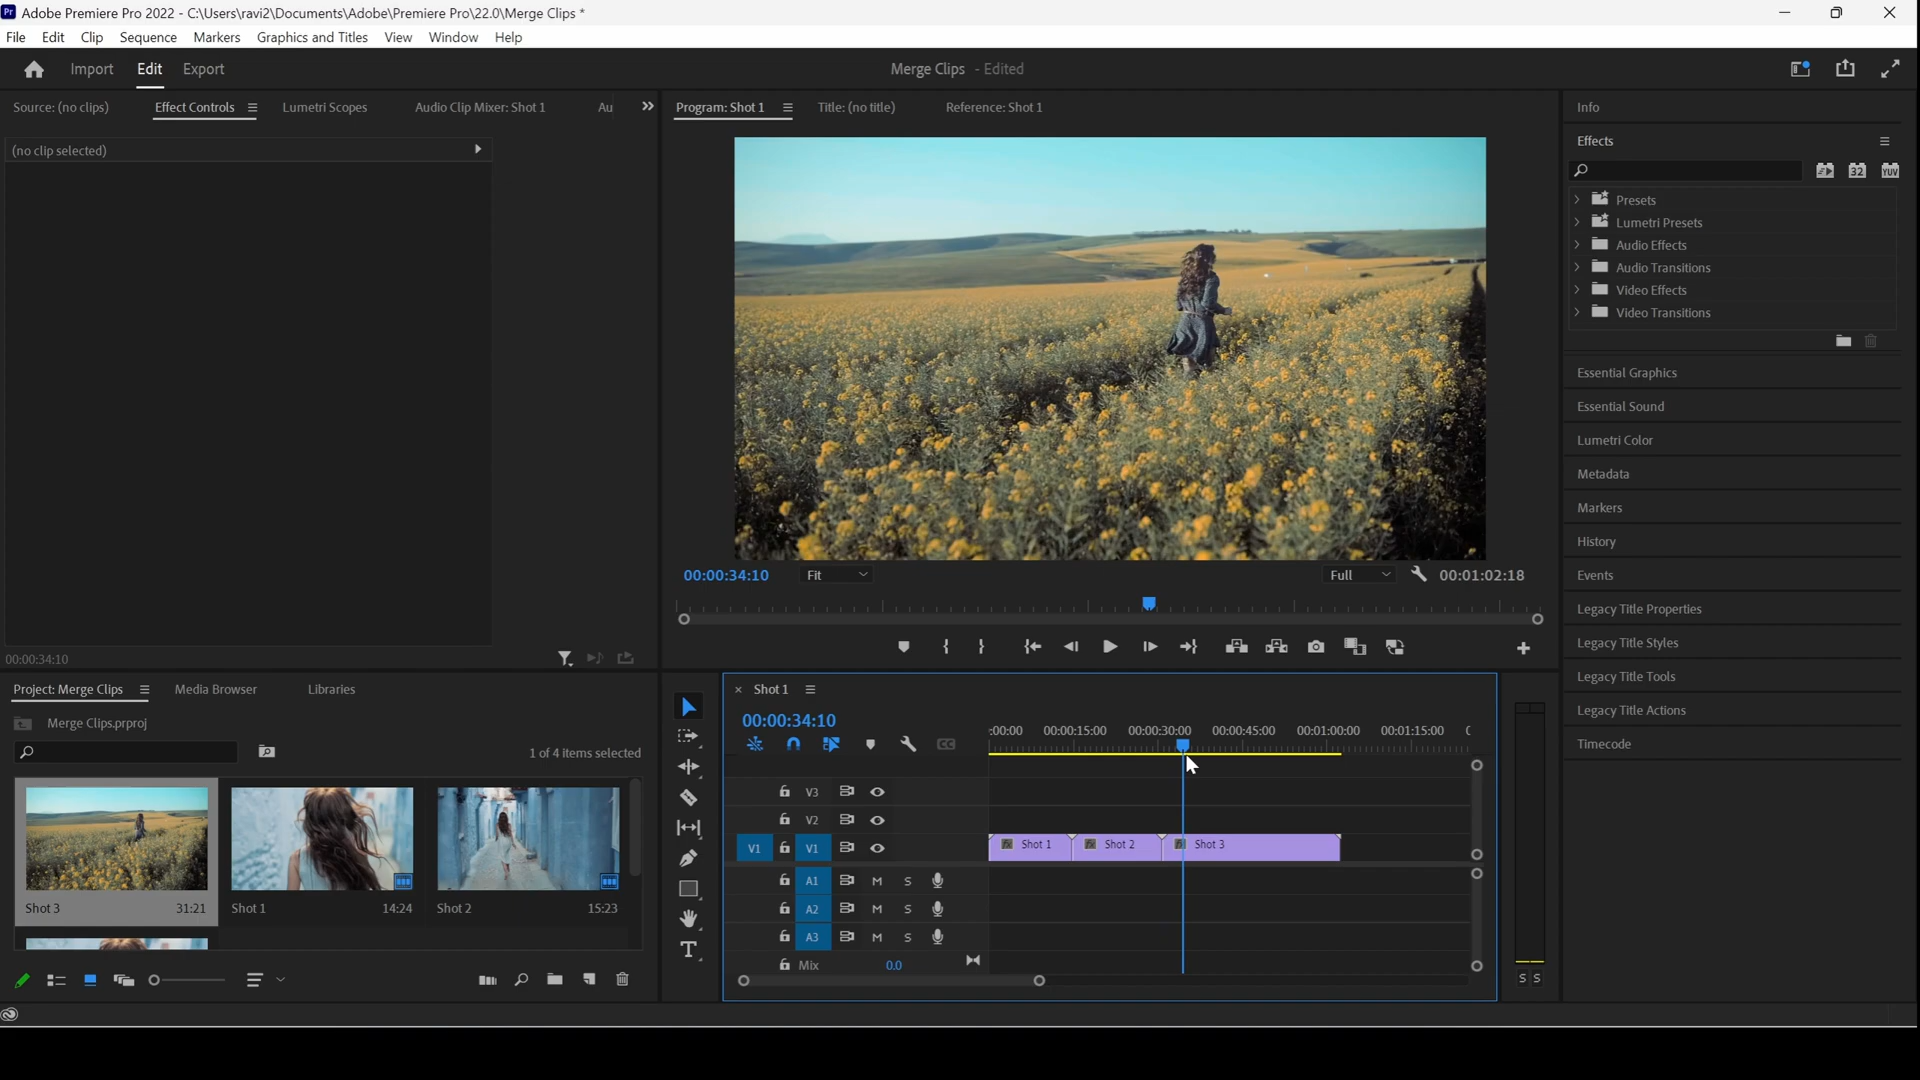 Pr Adobe Premiere Pro 2022 - C:\Users\ravi2\Documents\Adobe\Premiere Pro\22.0\Merge Clips *
File Edit Clip Sequence Markers Graphics and Titles View Window Help
Import Edit Export Merge Clips - Edited
Source: (no clips) Effect Controls Lumetri Scopes Audio Clip Mixer: Shot 1 Au
Program: Shot 1 Title: (no title) Reference: Shot 1
(no clip selected)
00:00:34:10 Fit Full 00:01:02:18
00:00:34:10
Info
Effects
32 YUV
Presets
Lumetri Presets
Audio Effects
Audio Transitions
Video Effects
Video Transitions
Essential Graphics
Essential Sound
Lumetri Color
Metadata
Markers
History
Events
Legacy Title Properties
Legacy Title Styles
Legacy Title Tools
Legacy Title Actions
Timecode
Project: Merge Clips Media Browser Libraries
Merge Clips.prproj
1 of 4 items selected
Shot 3 31:21 Shot 1 14:24 Shot 2 15:23
T
× Shot 1
00:00:34:10
:00:00 00:00:15:00 00:00:30:00 00:00:45:00 00:01:00:00 00:01:15:00 0
CC
V3
V2
V1 V1 fx Shot 1 fx Shot 2 fx Shot 3
A1 M S
A2 M S
A3 M S
Mix 0.0
S S